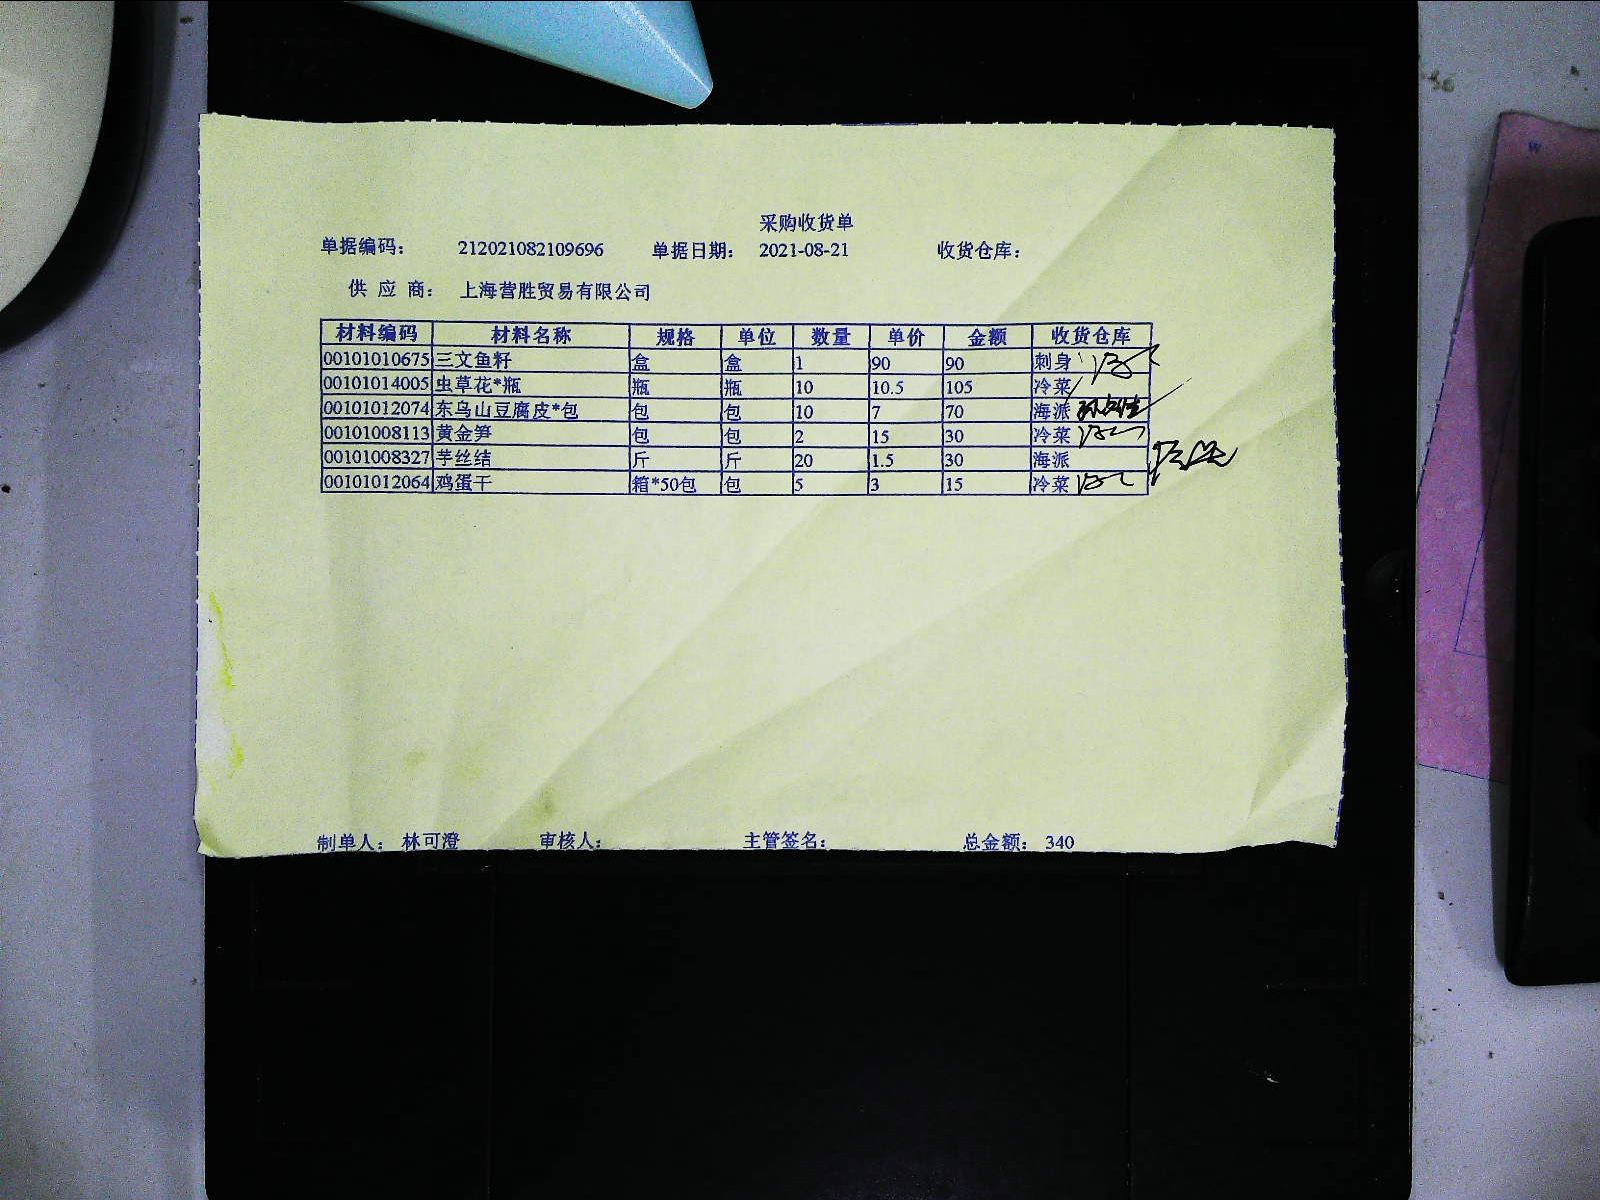 采购收货单
单据编码： 212021082109696 单据日期： 2021-08-21 收货仓库：
供 应 商： 上海营胜贸易有限公司
材料编码 材料名称 规格 单位 数量 单价 金额 收货仓库
00101010675 三文鱼籽 盒 盒 1 90 90 刺身
00101014005 虫草花*瓶 瓶 瓶 10 10.5 105 冷菜
00101012074 东乌山豆腐皮*包 包 包 10 7 70 海派
00101008113 黄金笋 包 包 2 15 30 冷菜
00101008327 芋丝结 斤 斤 20 1.5 30 海派
00101012064 鸡蛋干 箱*50包 包 5 3 15 冷菜
制单人： 林可澄 审核人： 主管签名： 总金额： 340